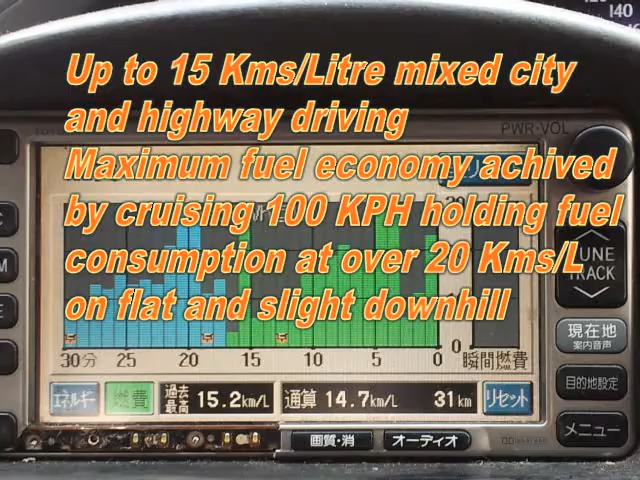 140
Up to 15 Kms/Litre mixed city
and highway driving
PWR·VOL
Maximum fuel economy achived
by cruising 100 KPH holding fuel
consumption at over 20 Kms/L
on flat and slight downhill
TUNE
TRACK
現在地
案内音声
30分 25 20 15 10 5 0
0
瞬間燃費
目的地設定
エネルギー 燃費 過去最高 15.2km/L 通算 14.7km/L 31km リセット
メニュー
画質·消 オーディオ